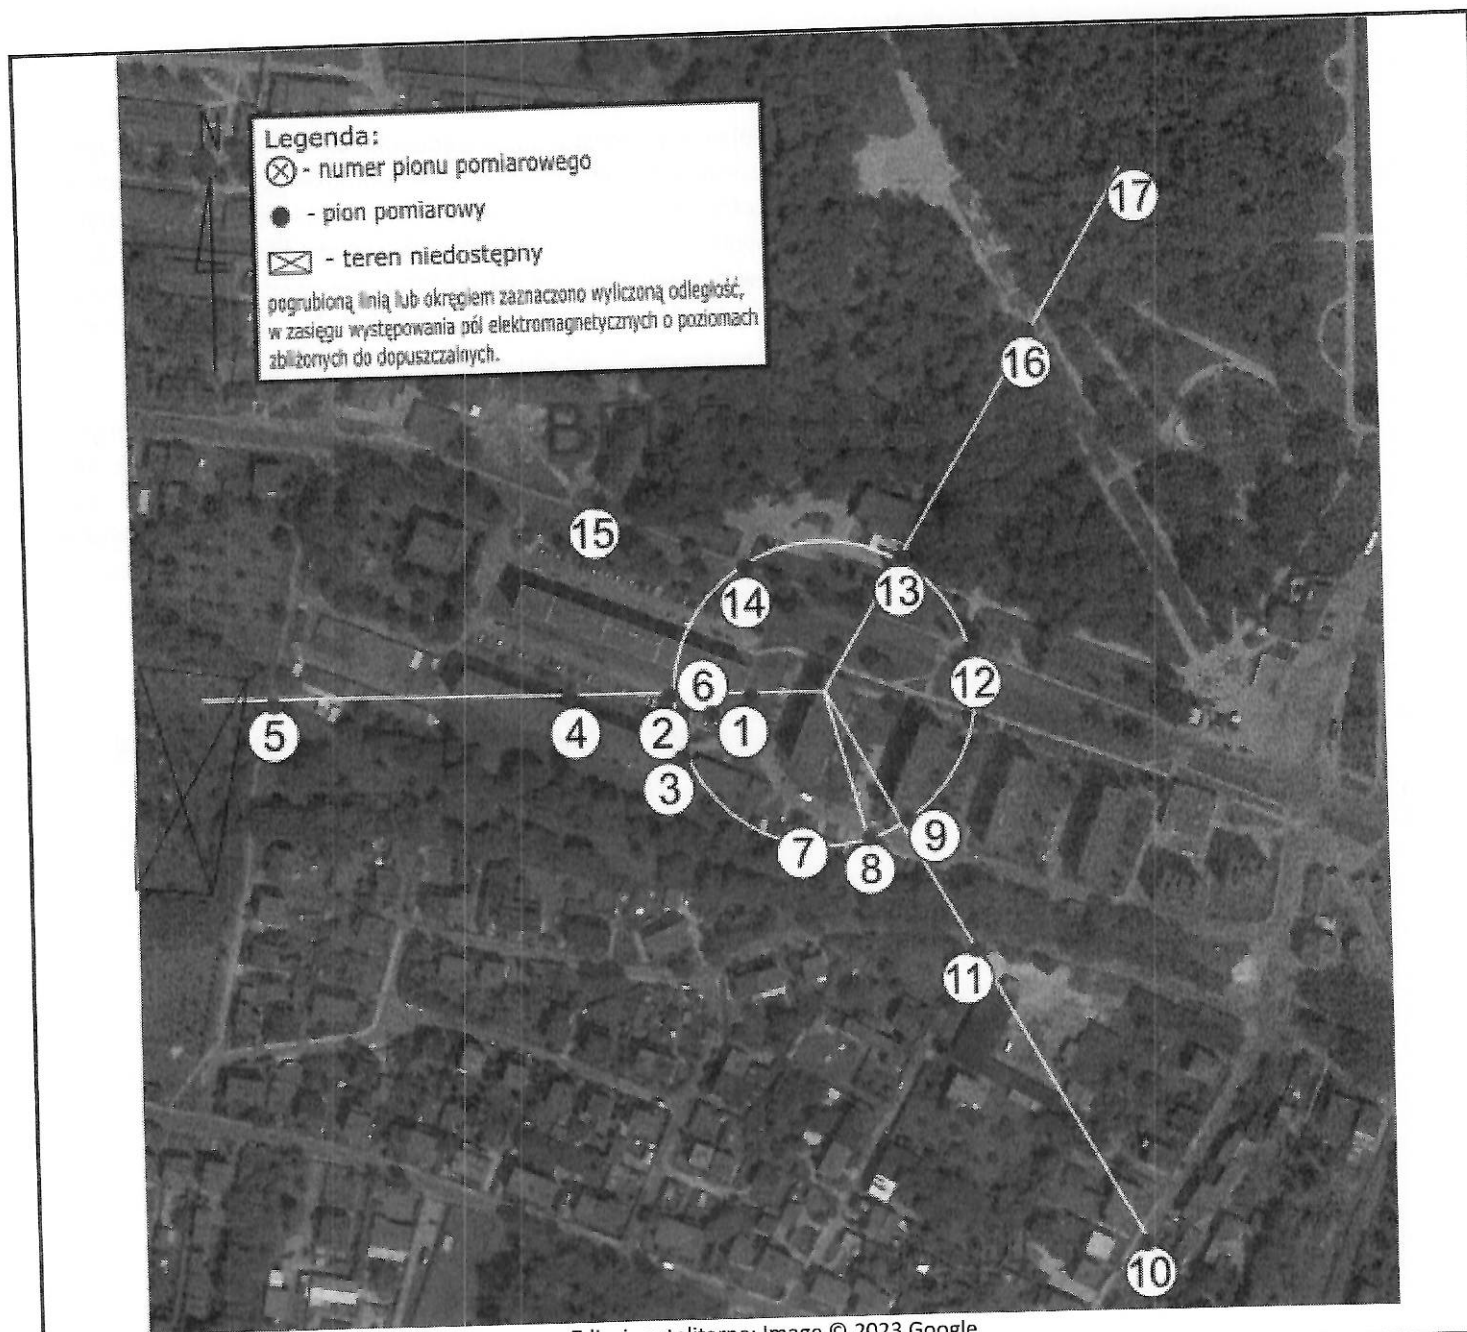 N
Legenda:
- numer pionu pomiarowego
- pion pomiarowy
- teren niedostępny
pogrubioną linią lub okręgiem zaznaczono wyliczoną odległość,
w zasięgu występowania pól elektromagnetycznych o poziomach
zbliżonych do dopuszczalnych.
17
16
15
13
14
6
12
5
4
2
1
3
9
7
8
11
10
Image © 2023 Google